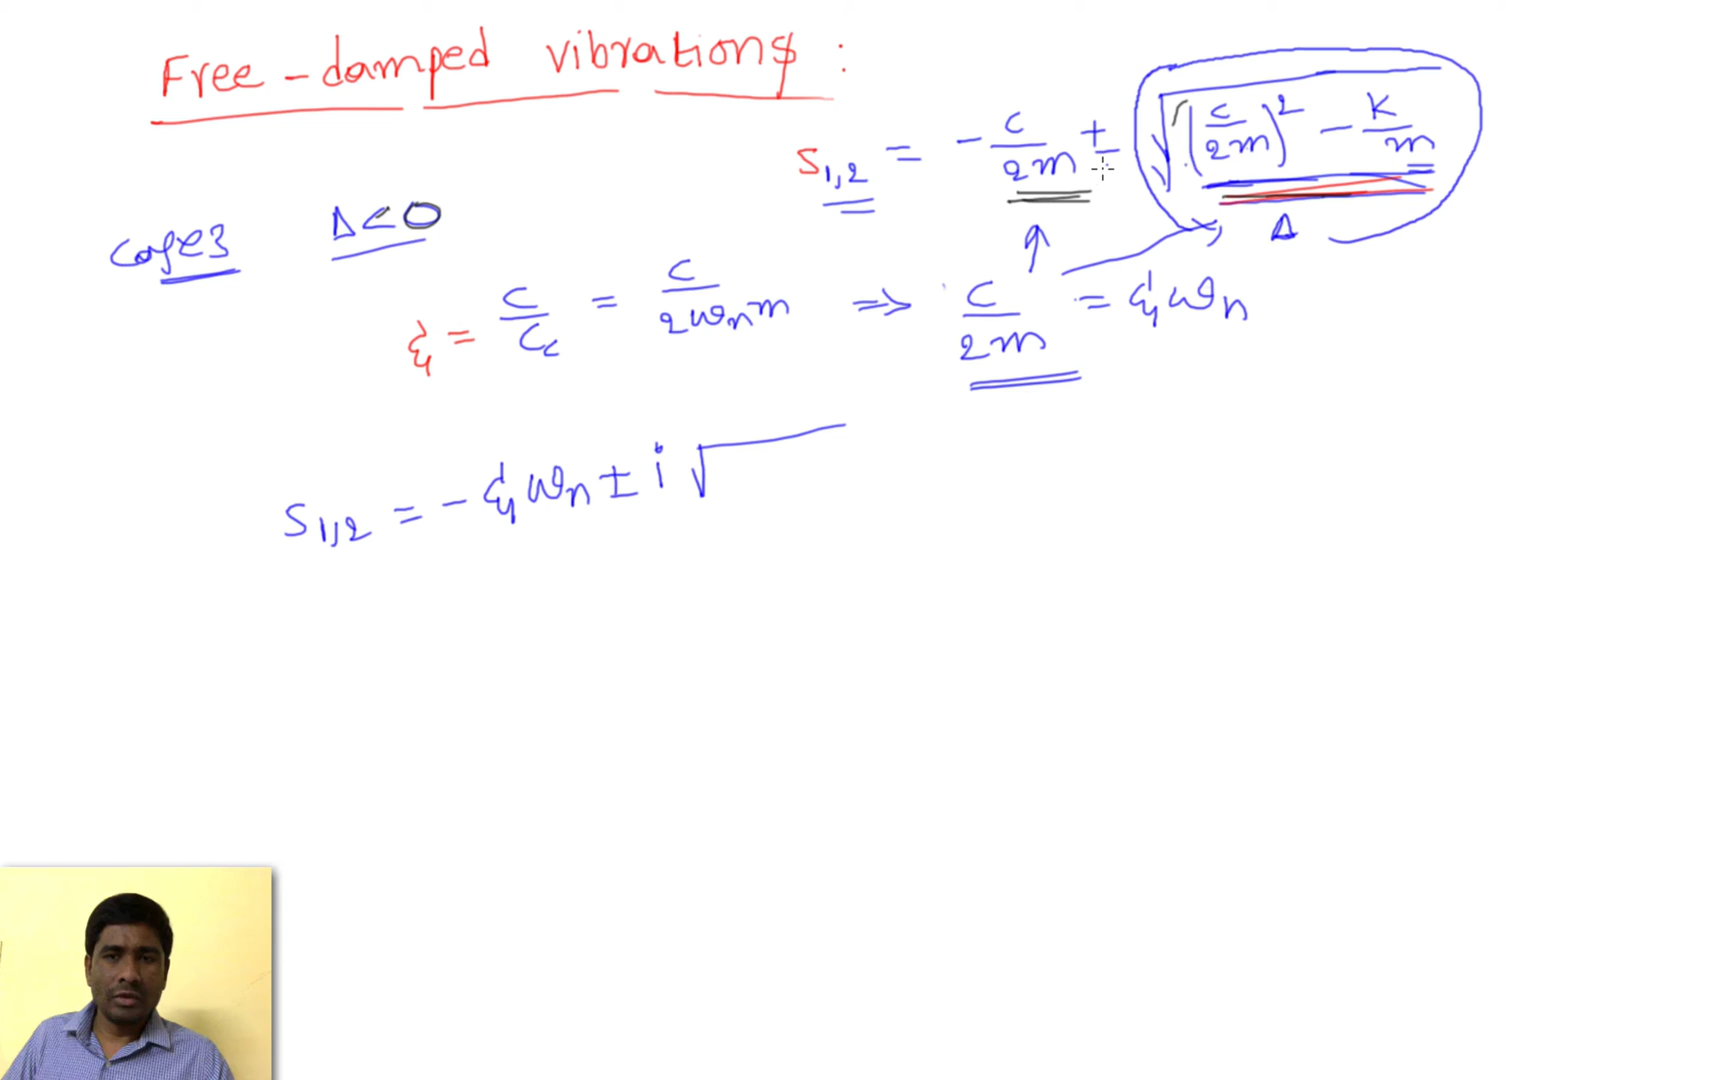 Free-damped vibrations :
S₁,₂ = - c/2m ± √((c/2m)² - K/m)
Δ
Case3 Δ<0
ξ = C/Cc = C/2ωₙm ⇒ C/2m = ξωₙ
S₁,₂ = - ξωₙ ± i √